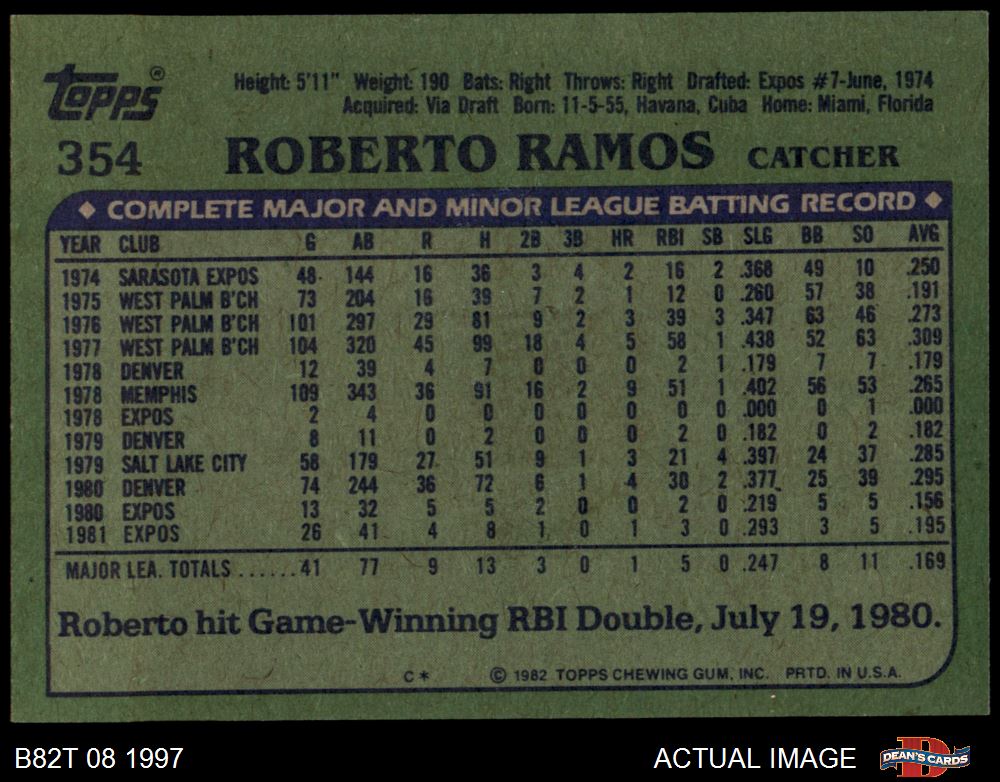 Height: 5'11" Weight: 190 Bats: Right Throws: Right Drafted: Expos #7-June, 1974
topps®
Acquired: Via Draft Born: 11-5-55, Havana, Cuba Home: Miami, Florida
354 ROBERTO RAMOS CATCHER
◆ COMPLETE MAJOR AND MINOR LEAGUE BATTING RECORD ◆
YEAR CLUB G AB R H 2B 3B HR RBI SB SLG BB SO AVG
1974 SARASOTA EXPOS 48 144 16 36 3 4 2 16 2 .368 49 10 .250
1975 WEST PALM B'CH 73 204 16 39 7 2 1 12 0 .260 57 38 .191
1976 WEST PALM B'CH 101 297 29 81 9 2 3 39 3 .347 63 46 .273
1977 WEST PALM B'CH 104 320 45 99 18 4 5 58 1 .438 52 63 .309
1978 DENVER 12 39 4 7 0 0 0 2 1 .179 7 7 .179
1978 MEMPHIS 109 343 36 91 16 2 9 51 1 .402 56 53 .265
1978 EXPOS 2 4 0 0 0 0 0 0 0 .000 0 1 .000
1979 DENVER 8 11 0 2 0 0 0 2 0 .182 0 2 .182
1979 SALT LAKE CITY 58 179 27 51 9 1 3 21 4 .397 24 37 .285
1980 DENVER 74 244 36 72 6 1 4 30 2 .377 25 39 .295
1980 EXPOS 13 32 5 5 2 0 0 2 0 .219 5 5 .156
1981 EXPOS 26 41 4 8 1 0 1 3 0 .293 3 5 .195
MAJOR LEA. TOTALS ......41 77 9 13 3 0 1 5 0 .247 8 11 .169
Roberto hit Game-Winning RBI Double, July 19, 1980.
C* © 1982 TOPPS CHEWING GUM, INC. PRTD. IN U.S.A.
B82T 08 1997 ACTUAL IMAGE DEAN'S CARDS